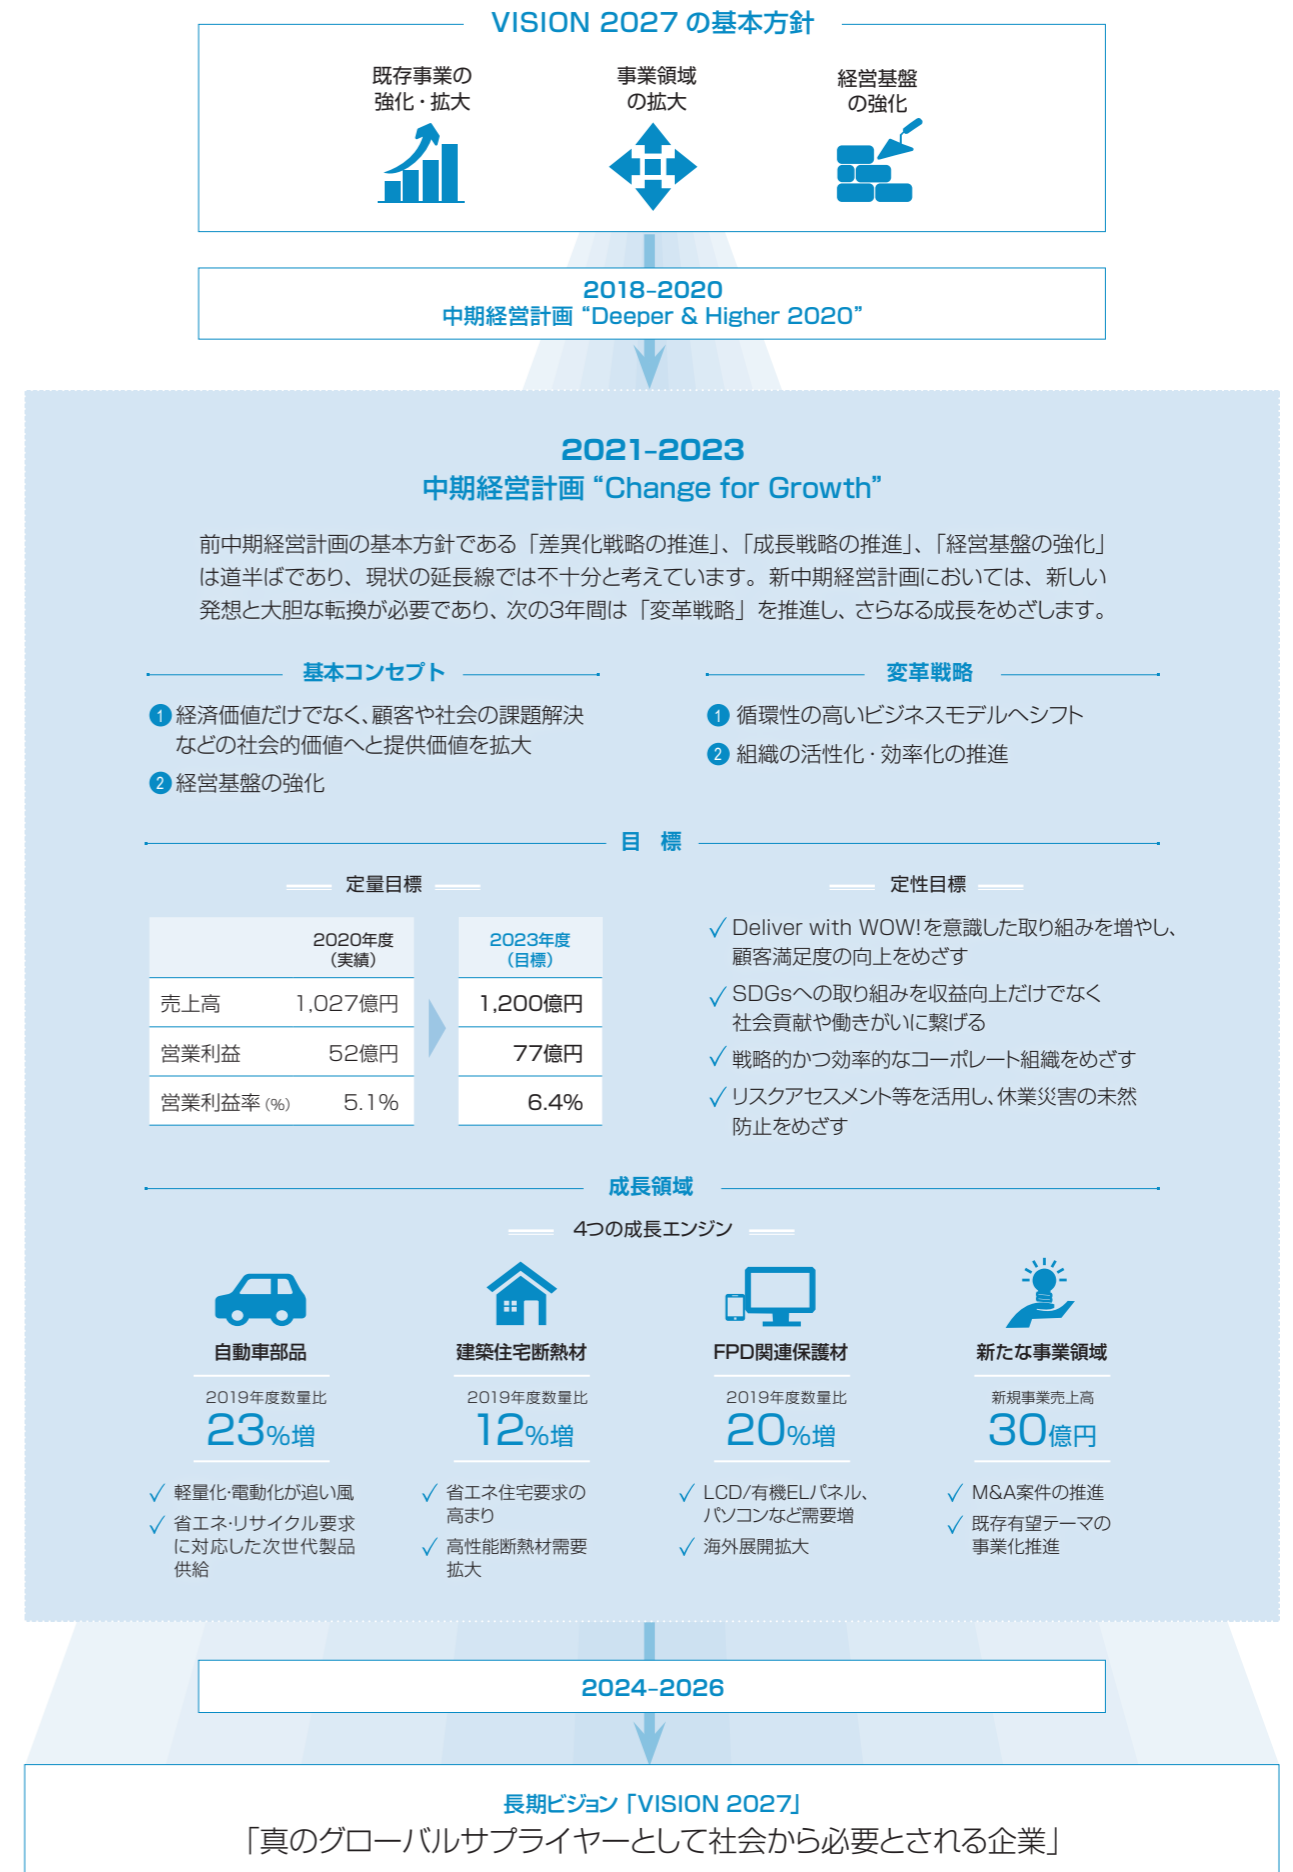 VISION 2027 の基本方針
既存事業の
強化・拡大
事業領域
の拡大
経営基盤
の強化
2018–2020
中期経営計画 “Deeper & Higher 2020”
2021–2023
中期経営計画 “Change for Growth”
前中期経営計画の基本方針である「差異化戦略の推進」、「成長戦略の推進」、「経営基盤の強化」
は道半ばであり、現状の延長線では不十分と考えています。新中期経営計画においては、新しい
発想と大胆な転換が必要であり、次の3年間は「変革戦略」を推進し、さらなる成長をめざします。
基本コンセプト
1 経済価値だけでなく、顧客や社会の課題解決
などの社会的価値へと提供価値を拡大
2 経営基盤の強化
変革戦略
1 循環性の高いビジネスモデルへシフト
2 組織の活性化・効率化の推進
目 標
定量目標
2020年度
（実績）
2023年度
（目標）
売上高 1,027億円 1,200億円
営業利益 52億円 77億円
営業利益率（%） 5.1% 6.4%
定性目標
✓ Deliver with WOW!を意識した取り組みを増やし、
顧客満足度の向上をめざす
✓ SDGsへの取り組みを収益向上だけでなく
社会貢献や働きがいに繋げる
✓ 戦略的かつ効率的なコーポレート組織をめざす
✓ リスクアセスメント等を活用し、休業災害の未然
防止をめざす
成長領域
4つの成長エンジン
自動車部品
2019年度数量比
23%増
✓ 軽量化・電動化が追い風
✓ 省エネ・リサイクル要求
に対応した次世代製品
供給
建築住宅断熱材
2019年度数量比
12%増
✓ 省エネ住宅要求の
高まり
✓ 高性能断熱材需要
拡大
FPD関連保護材
2019年度数量比
20%増
✓ LCD/有機ELパネル、
パソコンなど需要増
✓ 海外展開拡大
新たな事業領域
新規事業売上高
30億円
✓ M&A案件の推進
✓ 既存有望テーマの
事業化推進
2024–2026
長期ビジョン「VISION 2027」
「真のグローバルサプライヤーとして社会から必要とされる企業」